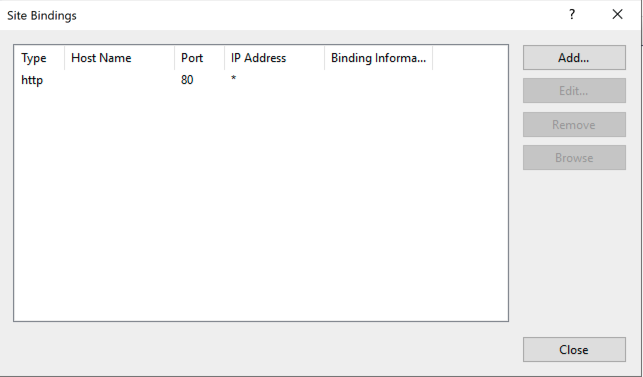 Site Bindings ? ×
Type Host Name Port IP Address Binding Informa...
http 80 *
Add...
Edit...
Remove
Browse
Close